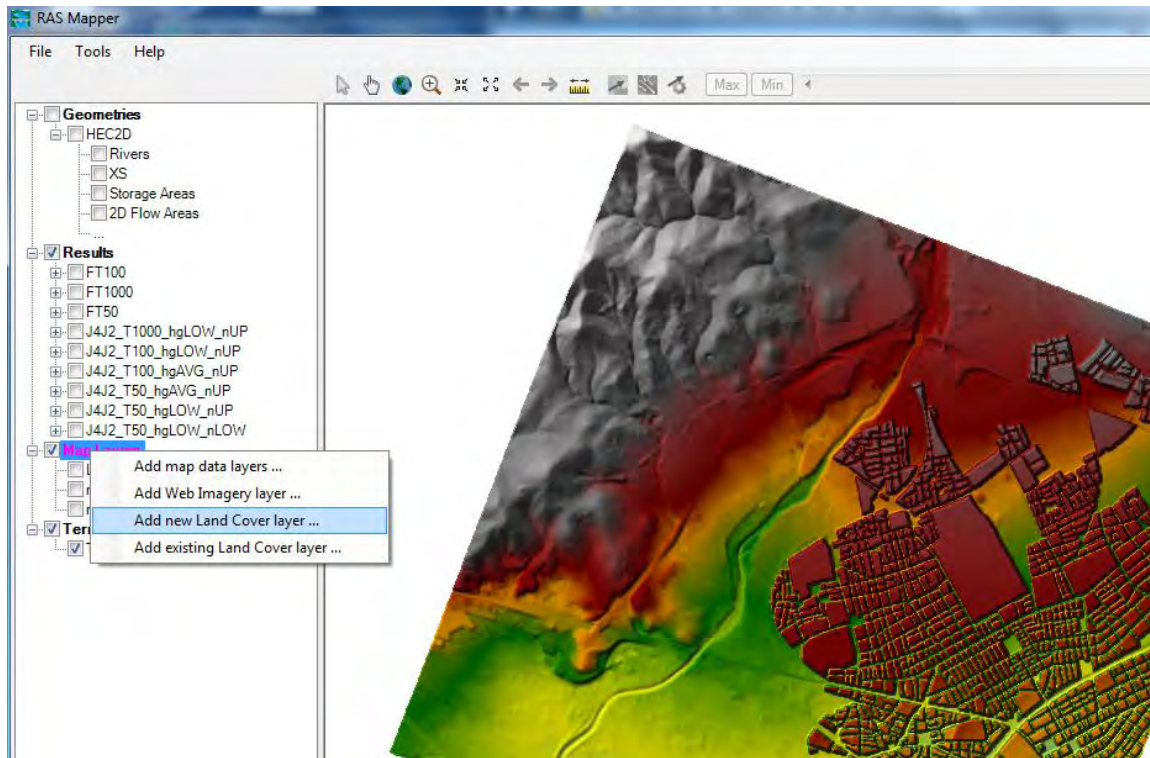 RAS Mapper
File Tools Help
Max Min
Geometries
HEC2D
Rivers
XS
Storage Areas
2D Flow Areas
...
Results
FT100
FT1000
FT50
J4J2_T1000_hgLOW_nUP
J4J2_T100_hgLOW_nUP
J4J2_T100_hgAVG_nUP
J4J2_T50_hgAVG_nUP
J4J2_T50_hgLOW_nUP
J4J2_T50_hgLOW_nLOW
Map Layers
Add map data layers ...
Add Web Imagery layer ...
Add new Land Cover layer ...
Add existing Land Cover layer ...